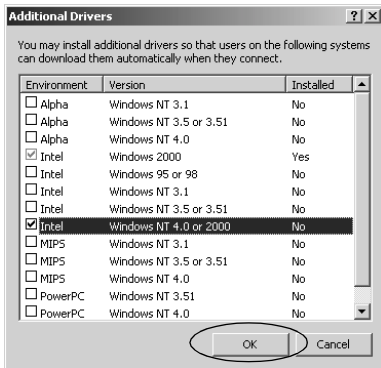 Additional Drivers
You may install additional drivers so that users on the following systems
can download them automatically when they connect.
Environment Version Installed
Alpha Windows NT 3.1 No
Alpha Windows NT 3.5 or 3.51 No
Alpha Windows NT 4.0 No
Intel Windows 2000 Yes
Intel Windows 95 or 98 No
Intel Windows NT 3.1 No
Intel Windows NT 3.5 or 3.51 No
Intel Windows NT 4.0 or 2000 No
MIPS Windows NT 3.1 No
MIPS Windows NT 3.5 or 3.51 No
MIPS Windows NT 4.0 No
PowerPC Windows NT 3.51 No
PowerPC Windows NT 4.0 No
OK Cancel